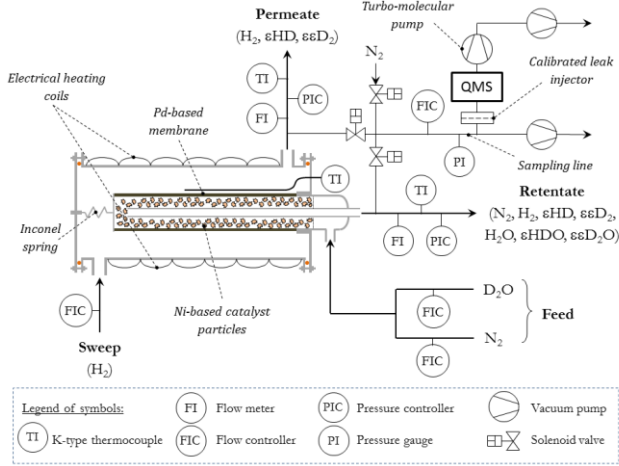 Turbo-molecular
pump
Permeate
(H₂, εHD, εεD₂)
N₂
Calibrated leak
injector
TI
PIC
FI
Electrical heating
coils
Pd-based
membrane
QMS
FIC
PI
Sampling line
TI
TI
Retentate
(N₂, H₂, εHD, εεD₂,
H₂O, εHDO, εεD₂O)
FI
PIC
Inconel
spring
Ni-based catalyst
particles
FIC
Sweep
(H₂)
D₂O
FIC
Feed
N₂
FIC
Legend of symbols:
TI K-type thermocouple
FI Flow meter
FIC Flow controller
PIC Pressure controller
PI Pressure gauge
Vacuum pump
Solenoid valve